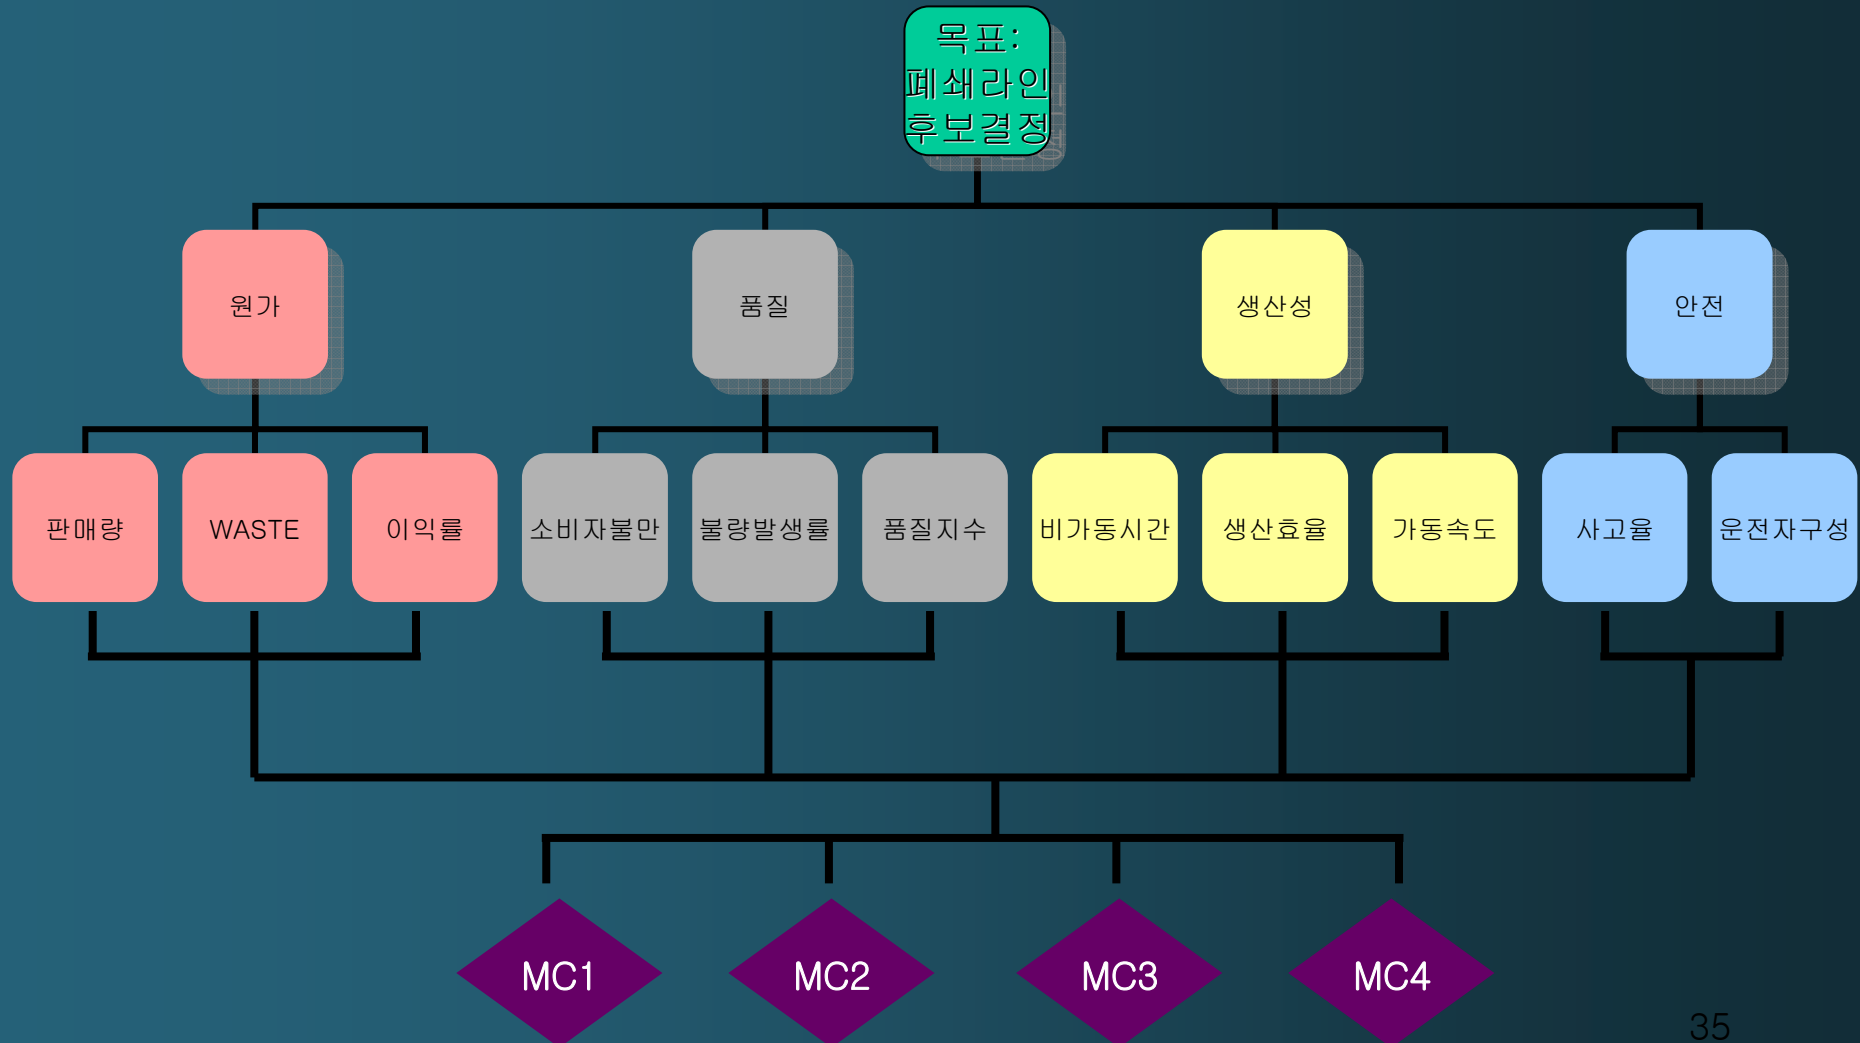 목표:
폐쇄라인
후보결정
원가
품질
생산성
안전
판매량
WASTE
이익률
소비자불만
불량발생률
품질지수
비가동시간
생산효율
가동속도
사고율
운전자구성
MC1
MC2
MC3
MC4
35